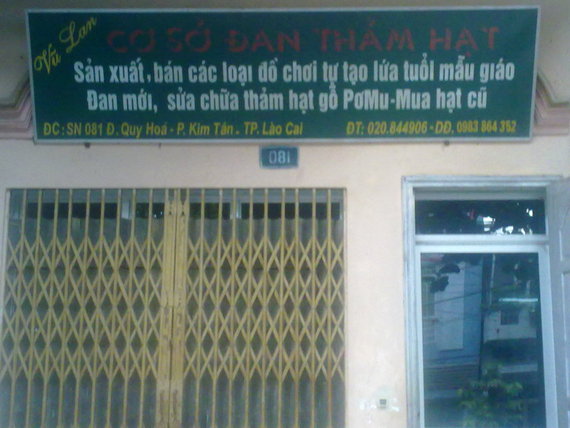 Vũ Lan
CƠ SỞ ĐAN THẢM HẠT
Sản xuất, bán các loại đồ chơi tự tạo lứa tuổi mẫu giáo
Đan mới, sửa chữa thảm hạt gỗ PơMu-Mua hạt cũ
ĐC: SN 081 Đ. Quy Hoá - P. Kim Tân - TP. Lào Cai ĐT: 020.844906 - DĐ. 0983 864 352
081